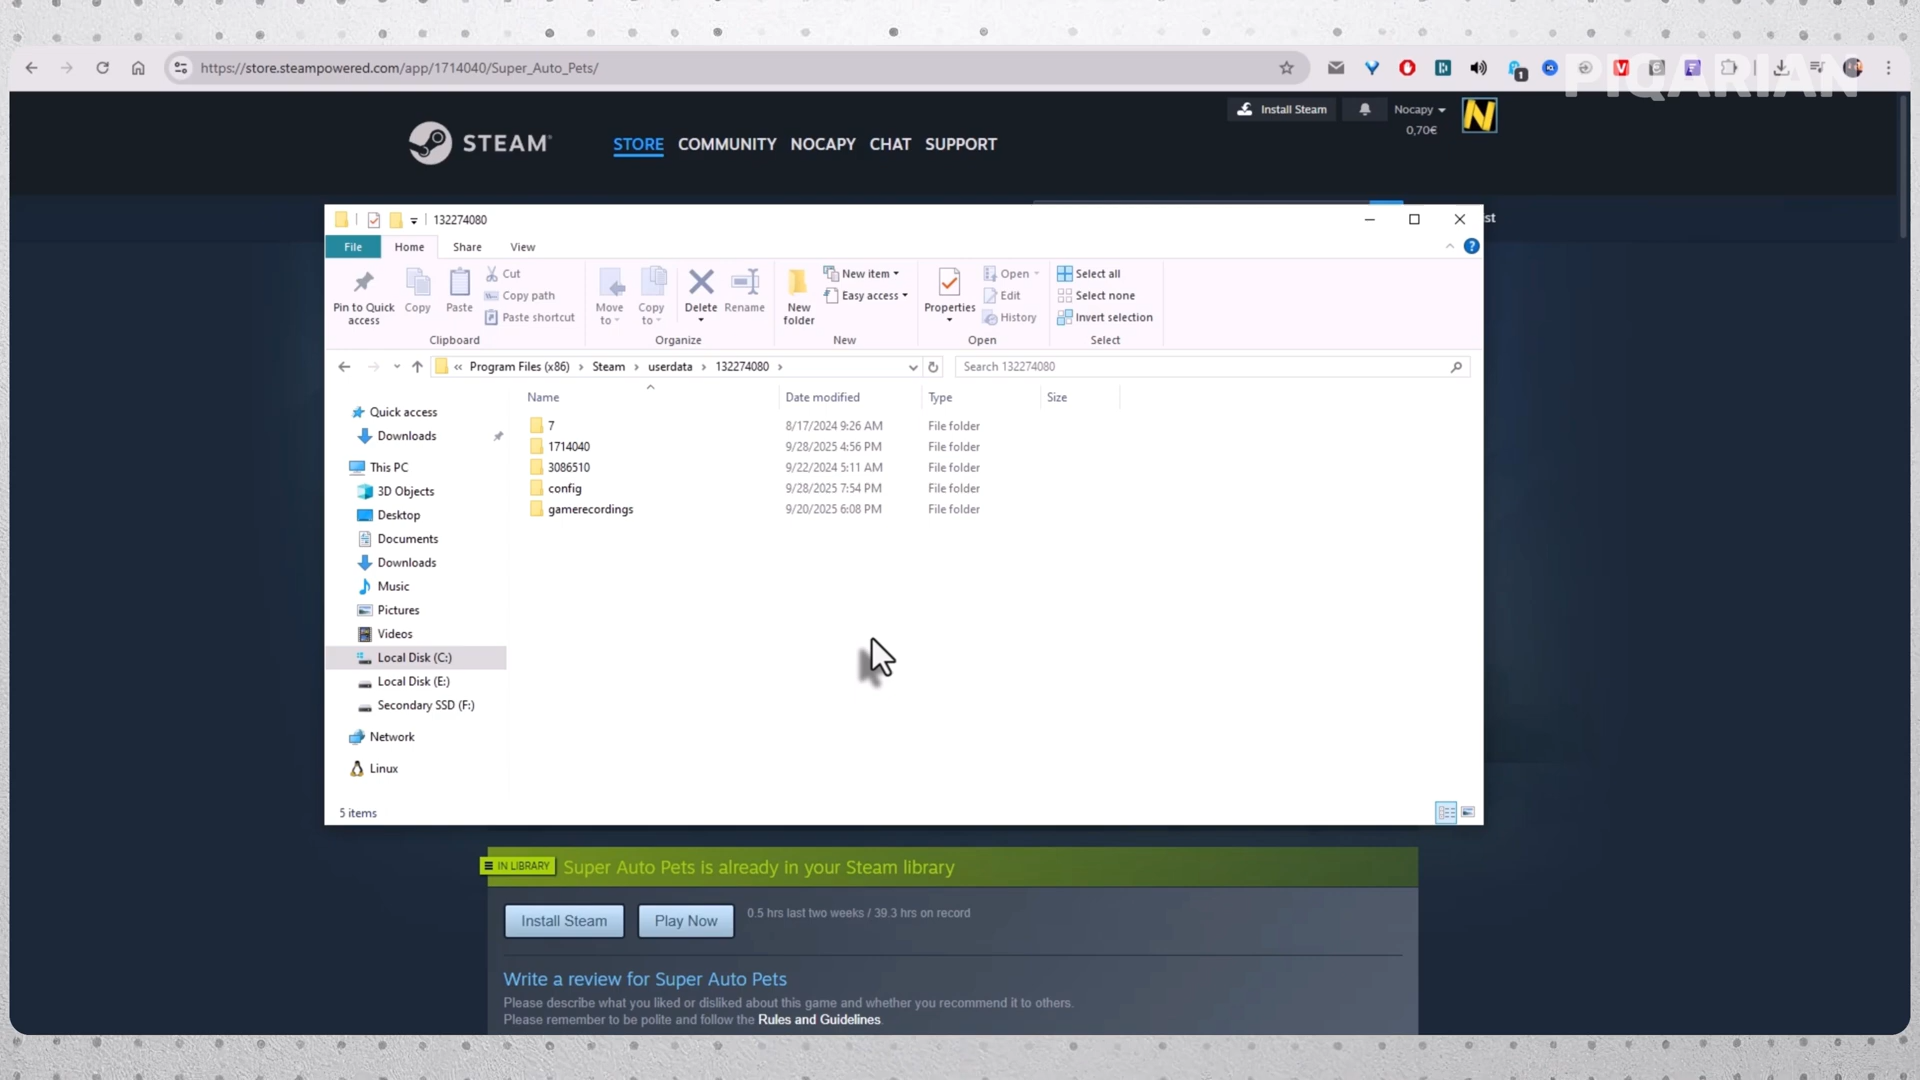 https://store.steampowered.com/app/1714040/Super_Auto_Pets/
1
PIQARIAN
Install Steam
Nocapy
0,70€
STEAM
STORE COMMUNITY NOCAPY CHAT SUPPORT
st
132274080
File Home Share View
Pin to Quick access
Copy
Paste
Cut
Copy path
Paste shortcut
Clipboard
Move to
Copy to
Delete
Rename
Organize
New folder
New item
Easy access
New
Properties
Open
Edit
History
Open
Select all
Select none
Invert selection
Select
« Program Files (x86) > Steam > userdata > 132274080 >
Search 132274080
Name Date modified Type Size
7 8/17/2024 9:26 AM File folder
1714040 9/28/2025 4:56 PM File folder
3086510 9/22/2024 5:11 AM File folder
config 9/28/2025 7:54 PM File folder
gamerecordings 9/20/2025 6:08 PM File folder
Quick access
Downloads
This PC
3D Objects
Desktop
Documents
Downloads
Music
Pictures
Videos
Local Disk (C:)
Local Disk (E:)
Secondary SSD (F:)
Network
Linux
5 items
IN LIBRARY Super Auto Pets is already in your Steam library
Install Steam Play Now 0.5 hrs last two weeks / 39.3 hrs on record
Write a review for Super Auto Pets
Please describe what you liked or disliked about this game and whether you recommend it to others.
Please remember to be polite and follow the Rules and Guidelines.